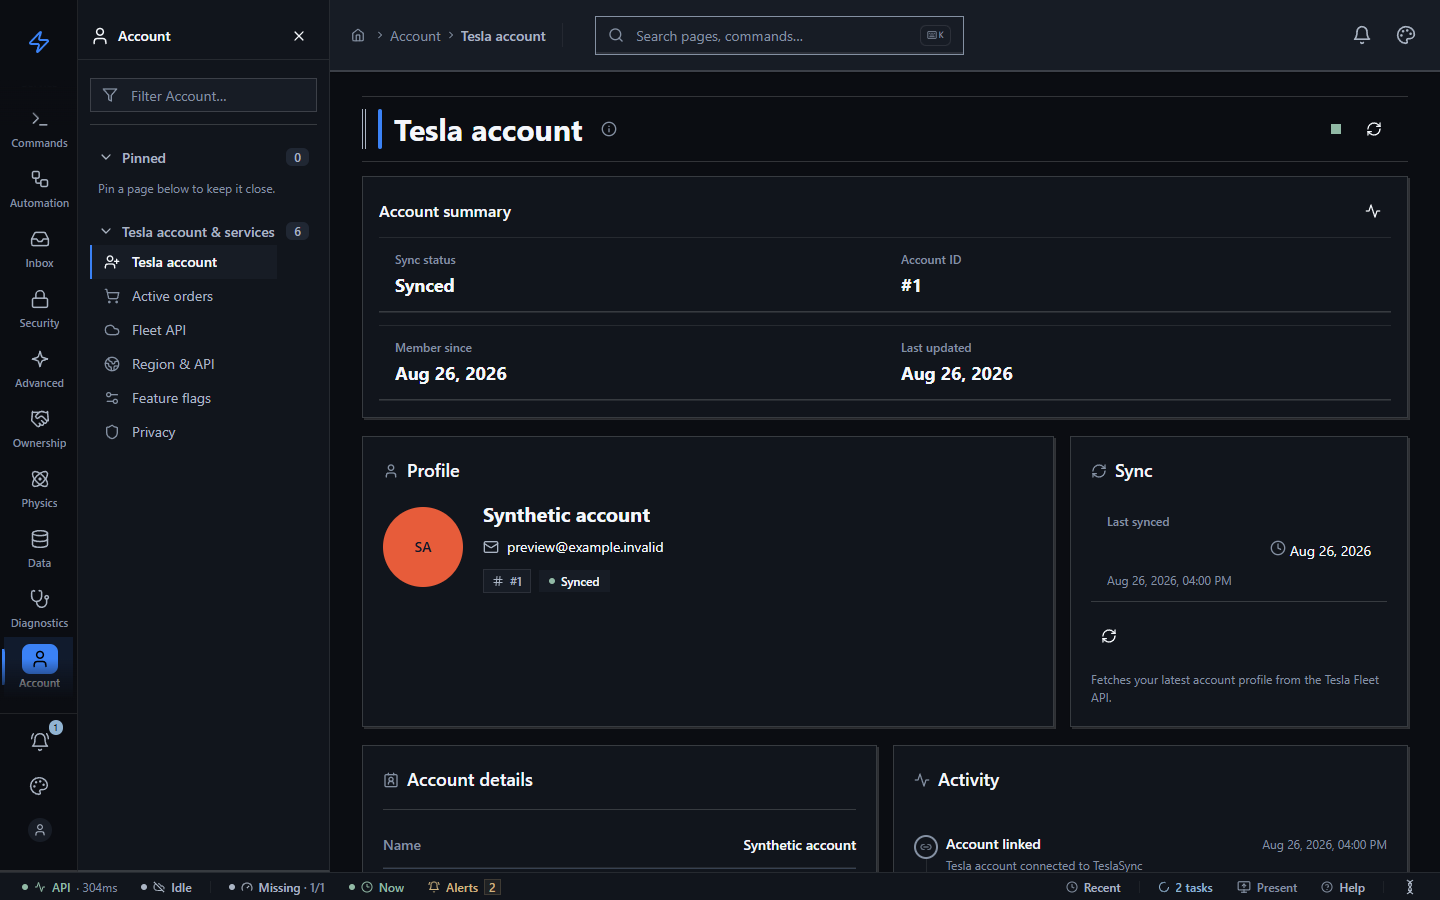 Account
Account
Tesla account
Search pages, commands...
K
Filter Account...
Commands
Automation
Inbox
Security
Advanced
Ownership
Physics
Data
Diagnostics
Account
1
Pinned
0
Pin a page below to keep it close.
Tesla account & services
6
Tesla account
Active orders
Fleet API
Region & API
Feature flags
Privacy
Tesla account
Account summary
Sync status
Synced
Account ID
#1
Member since
Aug 26, 2026
Last updated
Aug 26, 2026
Profile
SA
Synthetic account
preview@example.invalid
#1
Synced
Sync
Last synced
Aug 26, 2026
Aug 26, 2026, 04:00 PM
Fetches your latest account profile from the Tesla Fleet
API.
Account details
Name
Synthetic account
Activity
Account linked
Aug 26, 2026, 04:00 PM
Tesla account connected to TeslaSync
API · 304ms
Idle
Missing · 1/1
Now
Alerts 2
Recent
2 tasks
Present
Help